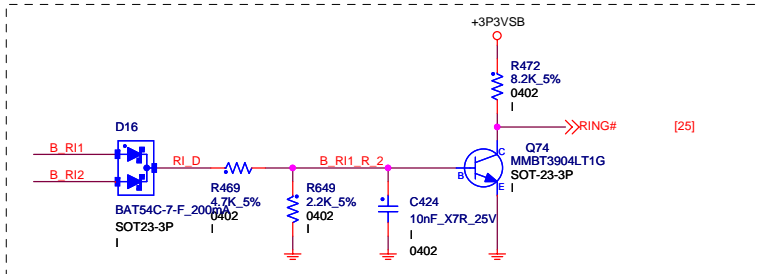 +3P3VSB
R472
8.2K_5%
0402
I
RING#
[25]
D16
B_RI1
B_RI2
RI_D
B_RI1_R_2
C
B
E
Q74
MMBT3904LT1G
SOT-23-3P
I
R469
4.7K_5%
0402
I
R649
2.2K_5%
0402
I
C424
10nF_X7R_25V
I
0402
BAT54C-7-F_200mA
SOT23-3P
I